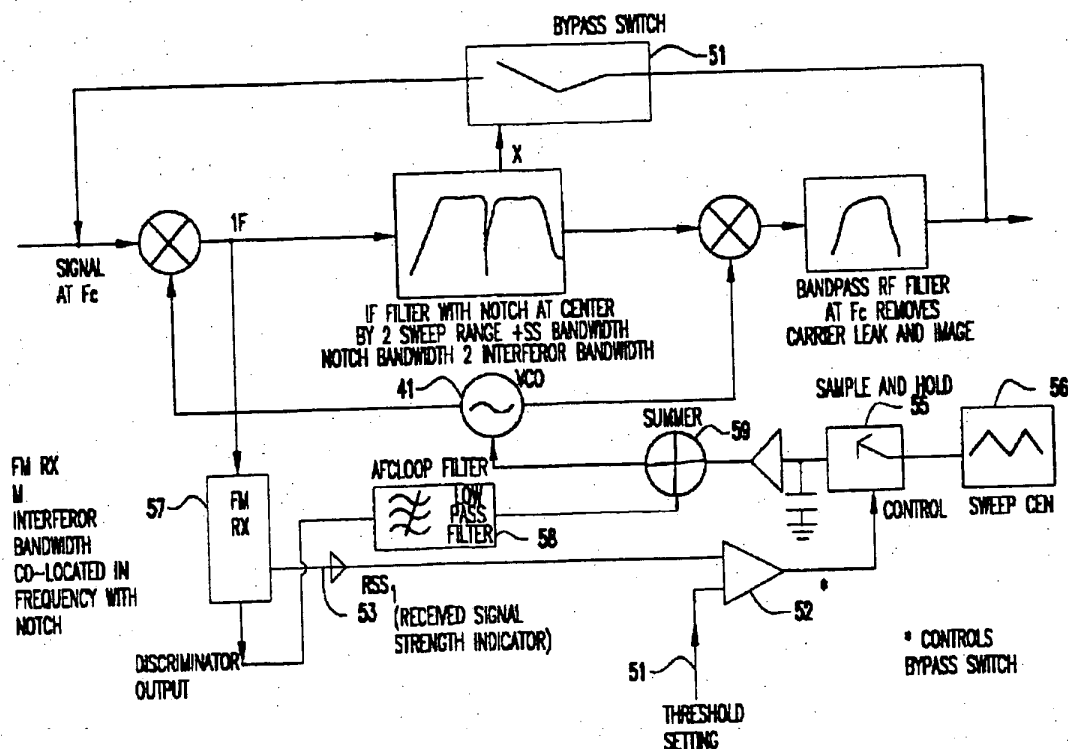 BYPASS SWITCH
51
X
1F
SIGNAL
AT Fc
IF FILTER WITH NOTCH AT CENTER
BY 2 SWEEP RANGE +SS BANDWIDTH
NOTCH BANDWIDTH 2 INTERFEROR BANDWIDTH
BANDPASS RF FILTER
AT Fc REMOVES
CARRIER LEAK AND IMAGE
41
VCO
SUMMER
59
SAMPLE AND HOLD
55
56
CONTROL
SWEEP CEN
AFCLOOP FILTER
LOW
PASS
FILTER
58
FM RX
M
INTERFEROR
BANDWIDTH
CO-LOCATED IN
FREQUENCY WITH
NOTCH
57
FM
RX
RSS1
53
(RECEIVED SIGNAL
STRENGTH INDICATOR)
DISCRIMINATOR
OUTPUT
*
52
51
THRESHOLD
SETTING
* CONTROLS
BYPASS SWITCH